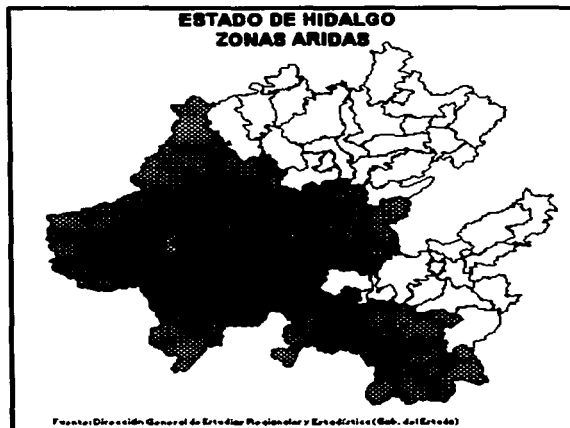 ESTADO DE HIDALGO
ZONAS ARIDAS
Fuente: Dirección General de Estudios Regionales y Estadística (Gob. del Estado)